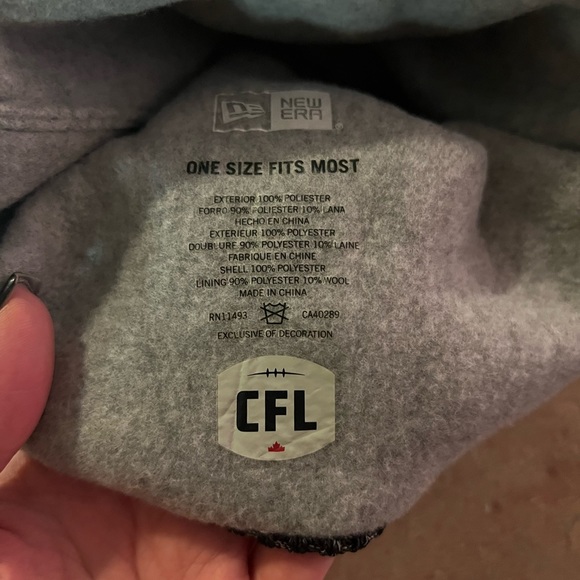 NEW
ERA
ONE SIZE FITS MOST
EXTERIOR 100% POLIESTER
FORRO 90% POLIESTER 10% LANA
HECHO EN CHINA
EXTERIEUR 100% POLYESTER
DOUBLURE 90% POLYESTER 10% LAINE
FABRIQUE EN CHINE
SHELL 100% POLYESTER
LINING 90% POLYESTER 10% WOOL
MADE IN CHINA
RN11493 CA40289
EXCLUSIVE OF DECORATION
CFL